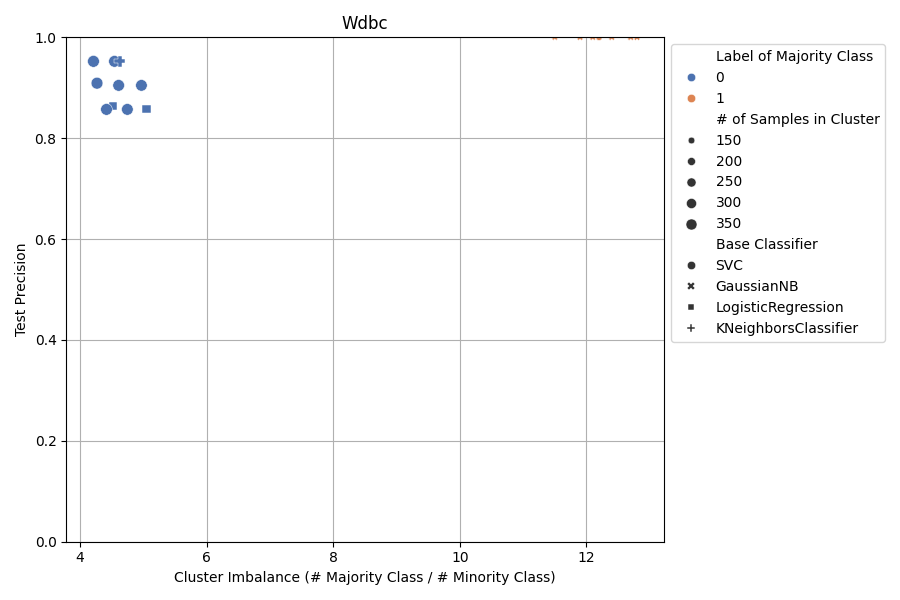 Wdbc
1.0
0.8
0.6
0.4
0.2
0.0
Test Precision
4
6
8
10
12
Cluster Imbalance (# Majority Class / # Minority Class)
Label of Majority Class
0
1
# of Samples in Cluster
150
200
250
300
350
Base Classifier
SVC
GaussianNB
LogisticRegression
KNeighborsClassifier